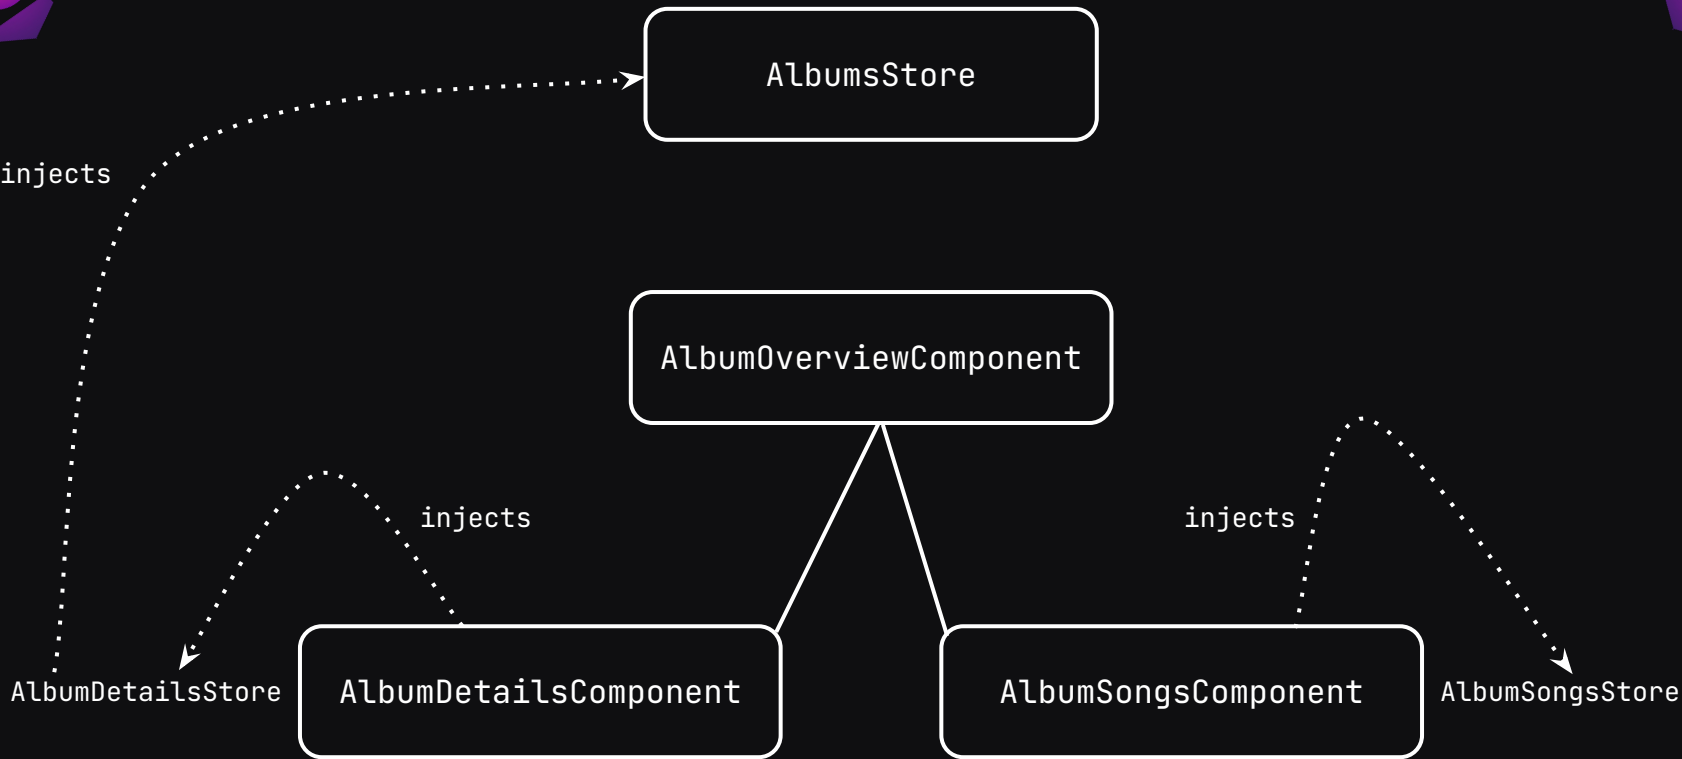 AlbumsStore
injects
AlbumOverviewComponent
injects
injects
AlbumDetailsStore
AlbumDetailsComponent
AlbumSongsComponent
AlbumSongsStore